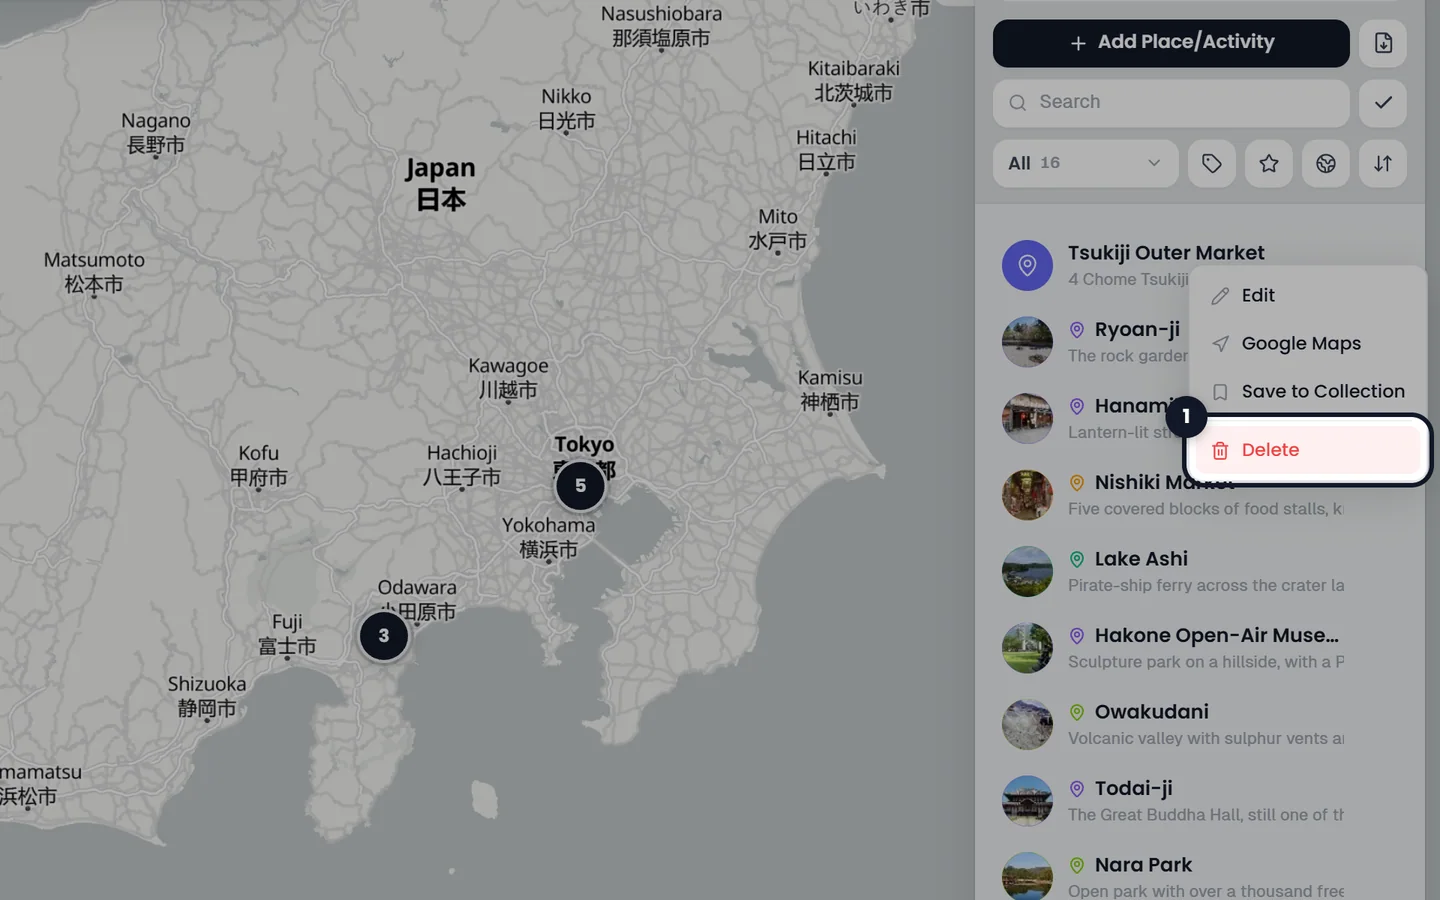 Nasushiobara
那須塩原市
いわき市
Kitaibaraki
北茨城市
Nikko
日光市
Nagano
長野市
Hitachi
日立市
Japan
日本
Mito
水戸市
Matsumoto
松本市
Kawagoe
川越市
Kamisu
神栖市
Tokyo
5
Kofu
甲府市
Hachioji
八王子市
Yokohama
横浜市
Odawara
小田原市
3
Fuji
富士市
Shizuoka
静岡市
mamatsu
浜松市
Add Place/Activity
Search
All 16
Tsukiji Outer Market
4 Chome Tsukiji
Edit
Google Maps
Save to Collection
1
Delete
Ryoan-ji
The rock garden
Hanami
Lantern-lit
Nishiki Market
Five covered blocks of food stalls,
Lake Ashi
Pirate-ship ferry across the crater la
Hakone Open-Air Muse...
Sculpture park on a hillside, with a P
Owakudani
Volcanic valley with sulphur vents a
Todai-ji
The Great Buddha Hall, still one of th
Nara Park
Open park with over a thousand free